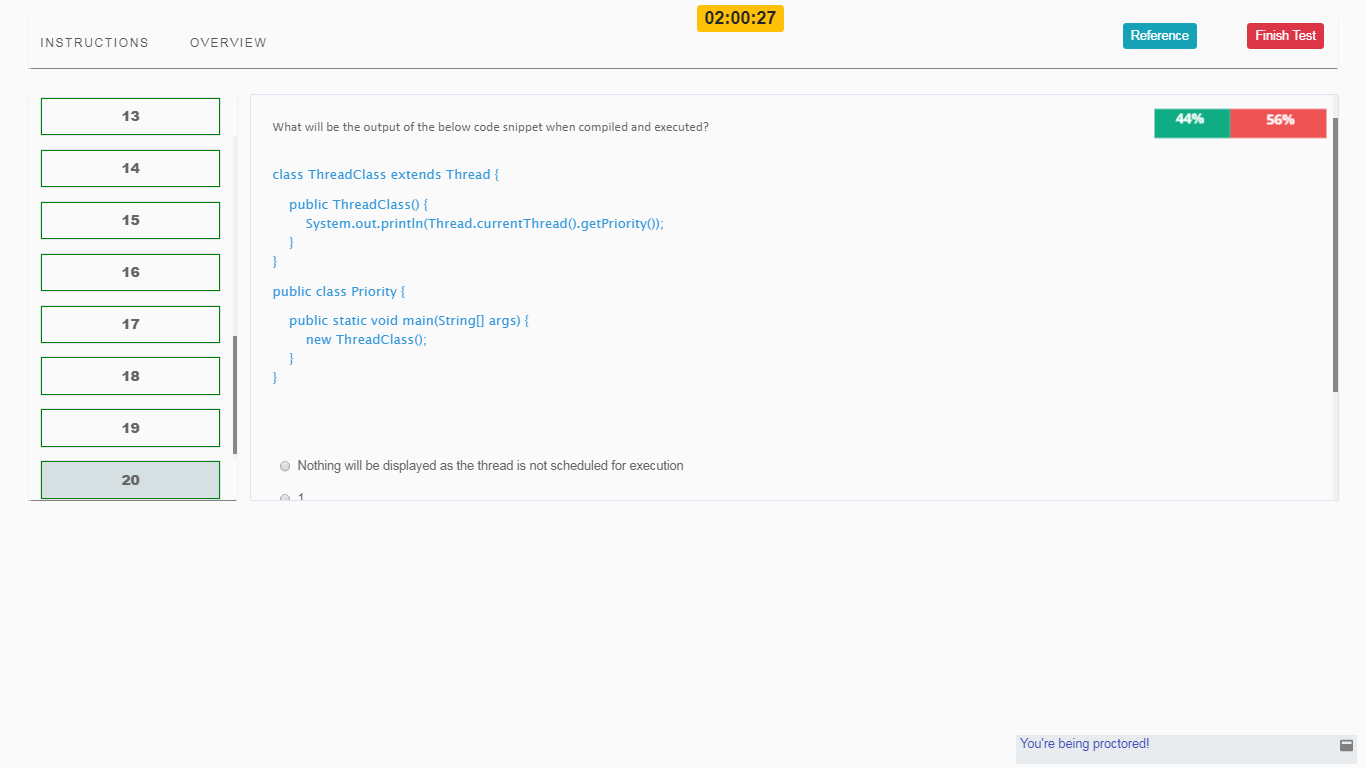 02:00:27
INSTRUCTIONS
OVERVIEW
Reference
Finish Test
13
14
15
16
17
18
19
20
44%
56%
What will be the output of the below code snippet when compiled and executed?
class ThreadClass extends Thread {
public ThreadClass() {
System.out.println(Thread.currentThread().getPriority());
}
}
public class Priority {
public static void main(String[] args) {
new ThreadClass();
}
}
Nothing will be displayed as the thread is not scheduled for execution
1
You're being proctored!